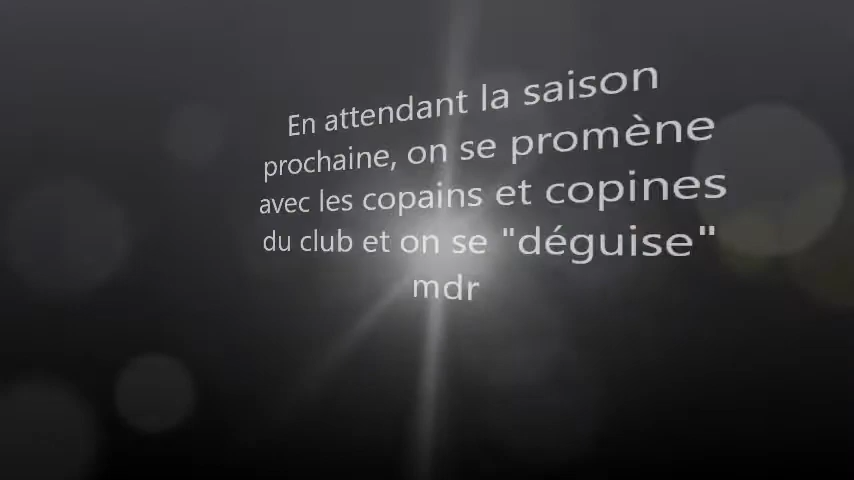 En attendant la saison
prochaine, on se promène
avec les copains et copines
du club et on se "déguise"
mdr